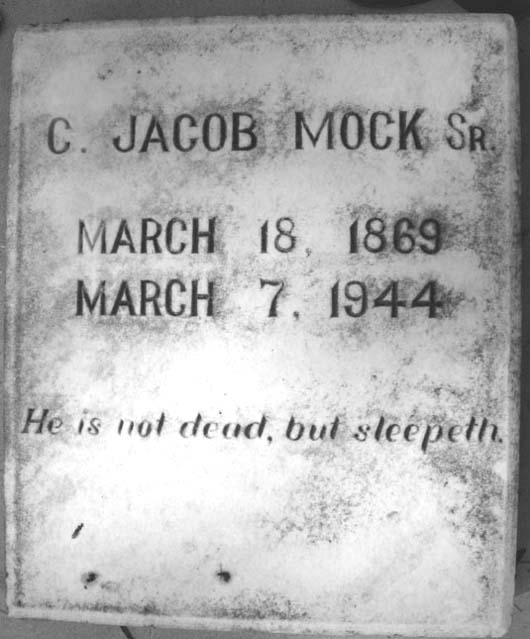 C. JACOB MOCK SR.
MARCH 18, 1869
MARCH 7, 1944
He is not dead, but sleepeth.